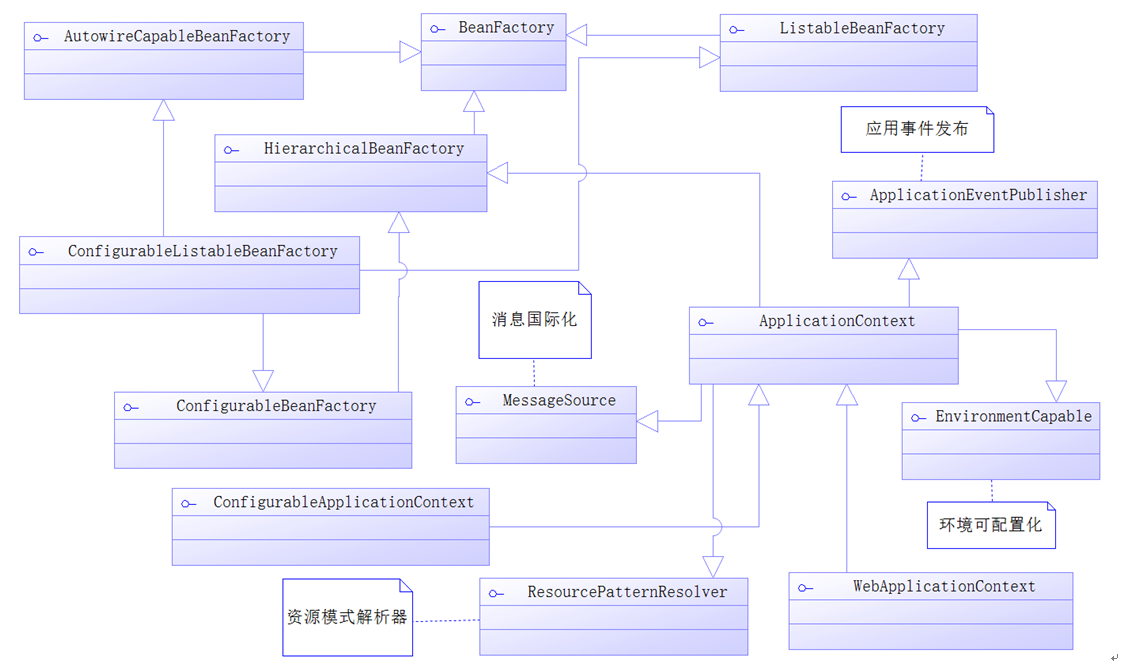 AutowireCapableBeanFactory
BeanFactory
ListableBeanFactory
应用事件发布
HierarchicalBeanFactory
ApplicationEventPublisher
ConfigurableListableBeanFactory
消息国际化
ApplicationContext
MessageSource
ConfigurableBeanFactory
EnvironmentCapable
ConfigurableApplicationContext
环境可配置化
资源模式解析器
ResourcePatternResolver
WebApplicationContext